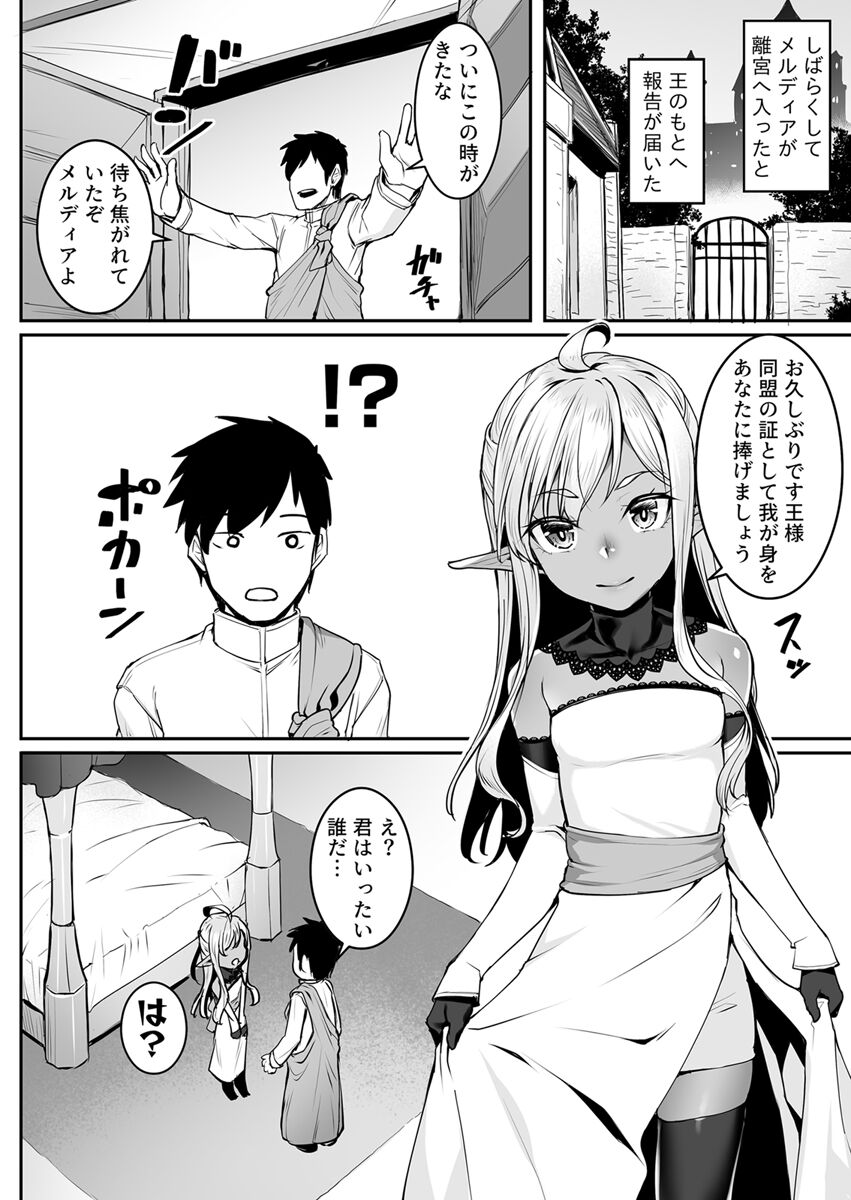 しばらくして
メルディアが
離宮へ入ったと
王のもとへ
報告が届いた
ガチャ
ついにこの時が
きたな
バーン
待ち焦がれて
いたぞ
メルディアよ
お久しぶりです王様
同盟の証として我が身を
あなたに捧げましょう
スッ
!?
ポカーン
え?
君はいったい
誰だ…
は?